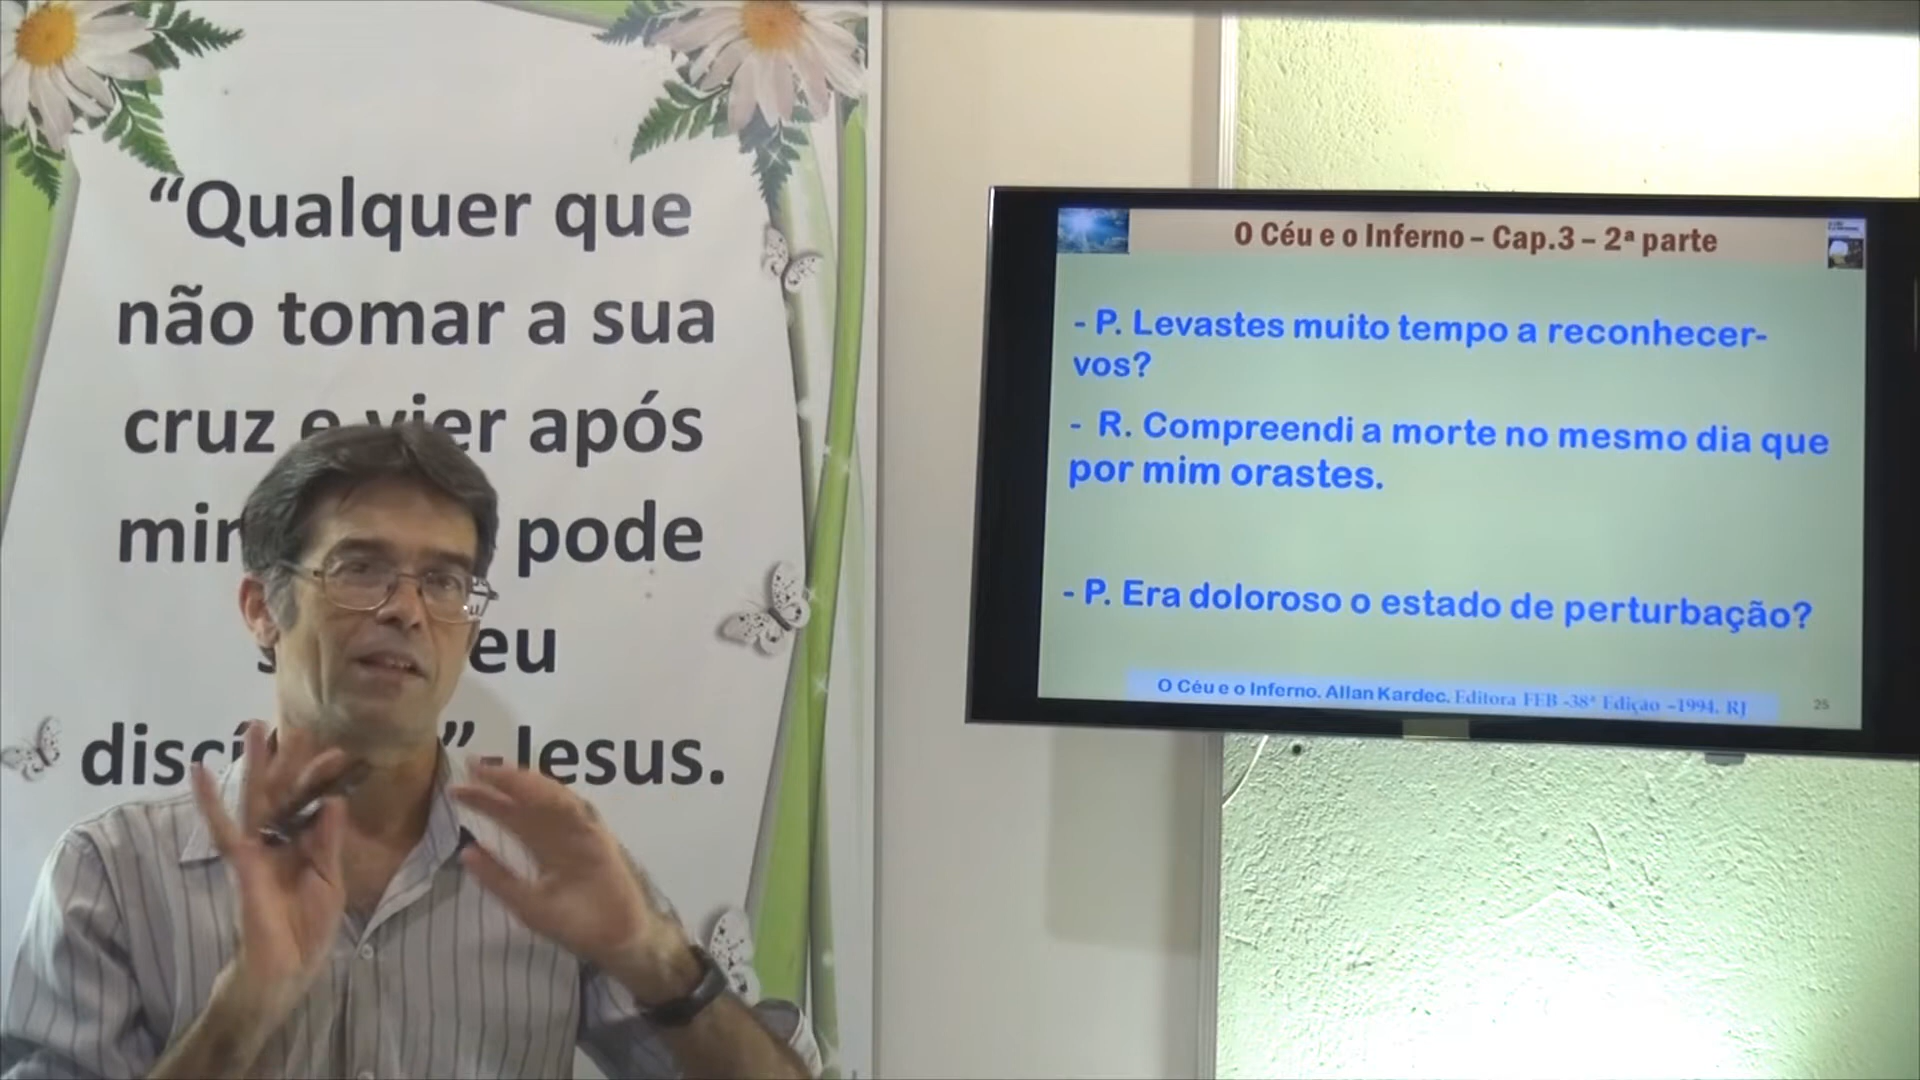 “Qualquer que
não tomar a sua
cruz e vier após
pode
eu
”-Jesus.
O Céu e o Inferno – Cap.3 – 2ª parte
- P. Levastes muito tempo a reconhecer-
vos?
- R. Compreendi a morte no mesmo dia que
por mim orastes.
- P. Era doloroso o estado de perturbação?
O Céu e o Inferno. Allan Kardec. Editora FEB -38ª Edição –1994. RJ
25